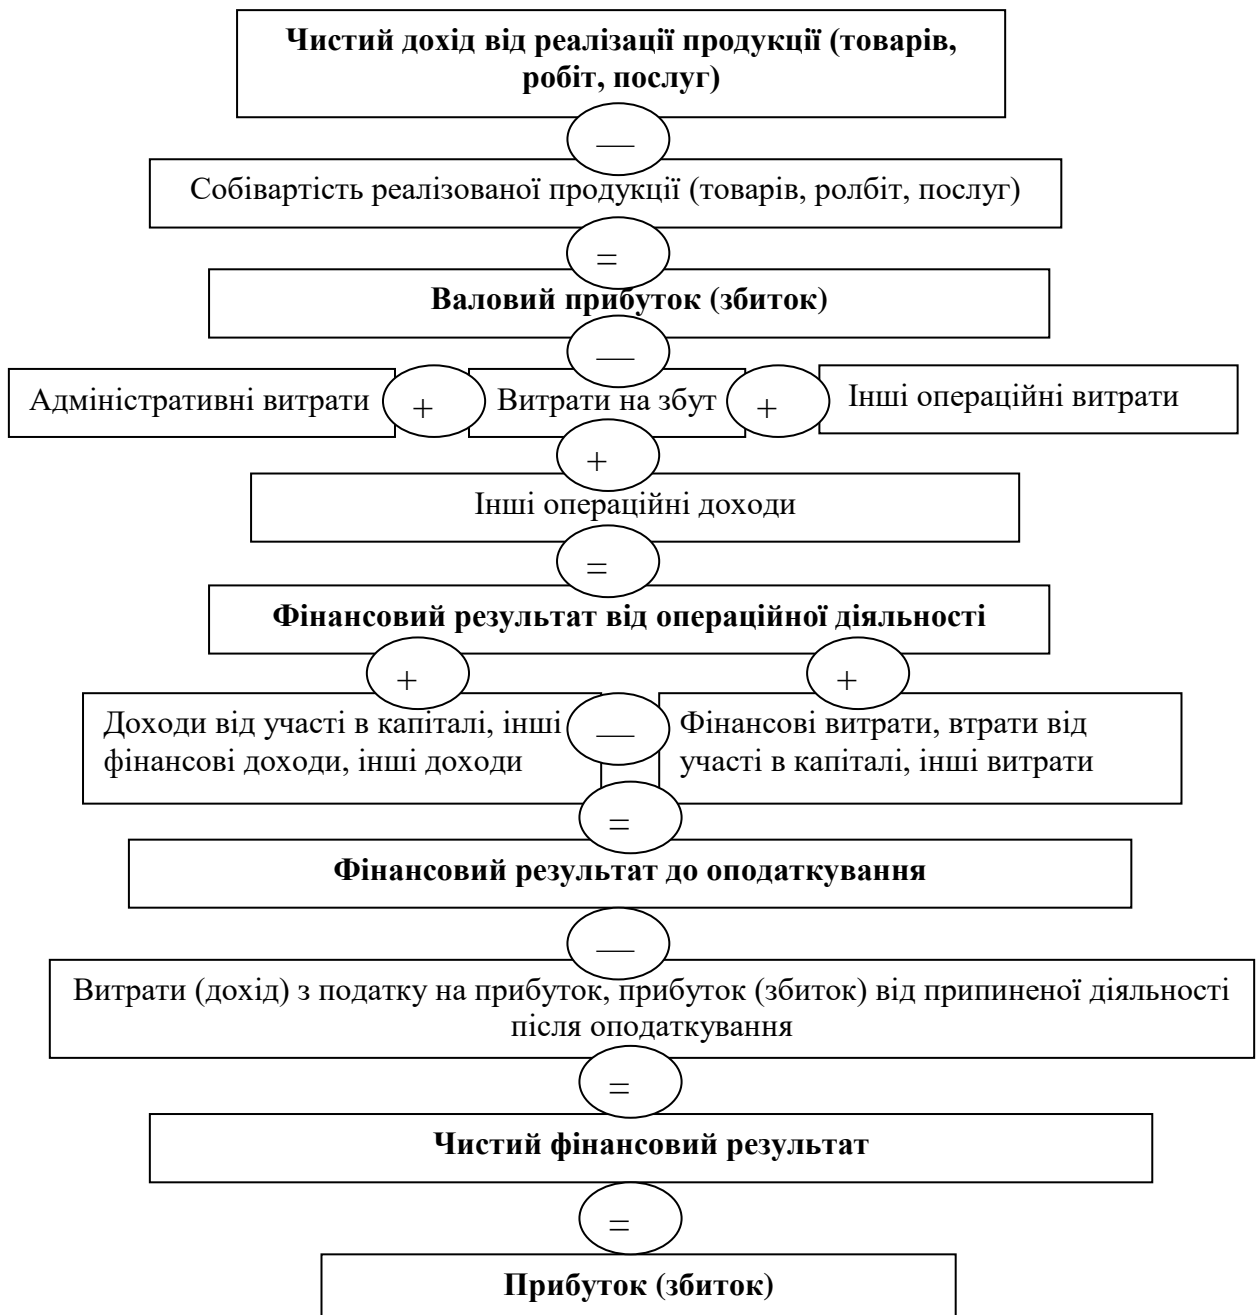 Чистий дохід від реалізації продукції (товарів,
робіт, послуг)
—
Собівартість реалізованої продукції (товарів, ролбіт, послуг)
=
Валовий прибуток (збиток)
—
Адміністративні витрати + Витрати на збут + Інші операційні витрати
+
Інші операційні доходи
=
Фінансовий результат від операційної діяльності
+ +
Доходи від участі в капіталі, інші
фінансові доходи, інші доходи
—
Фінансові витрати, втрати від
участі в капіталі, інші витрати
=
Фінансовий результат до оподаткування
—
Витрати (дохід) з податку на прибуток, прибуток (збиток) від припиненої діяльності
після оподаткування
=
Чистий фінансовий результат
=
Прибуток (збиток)